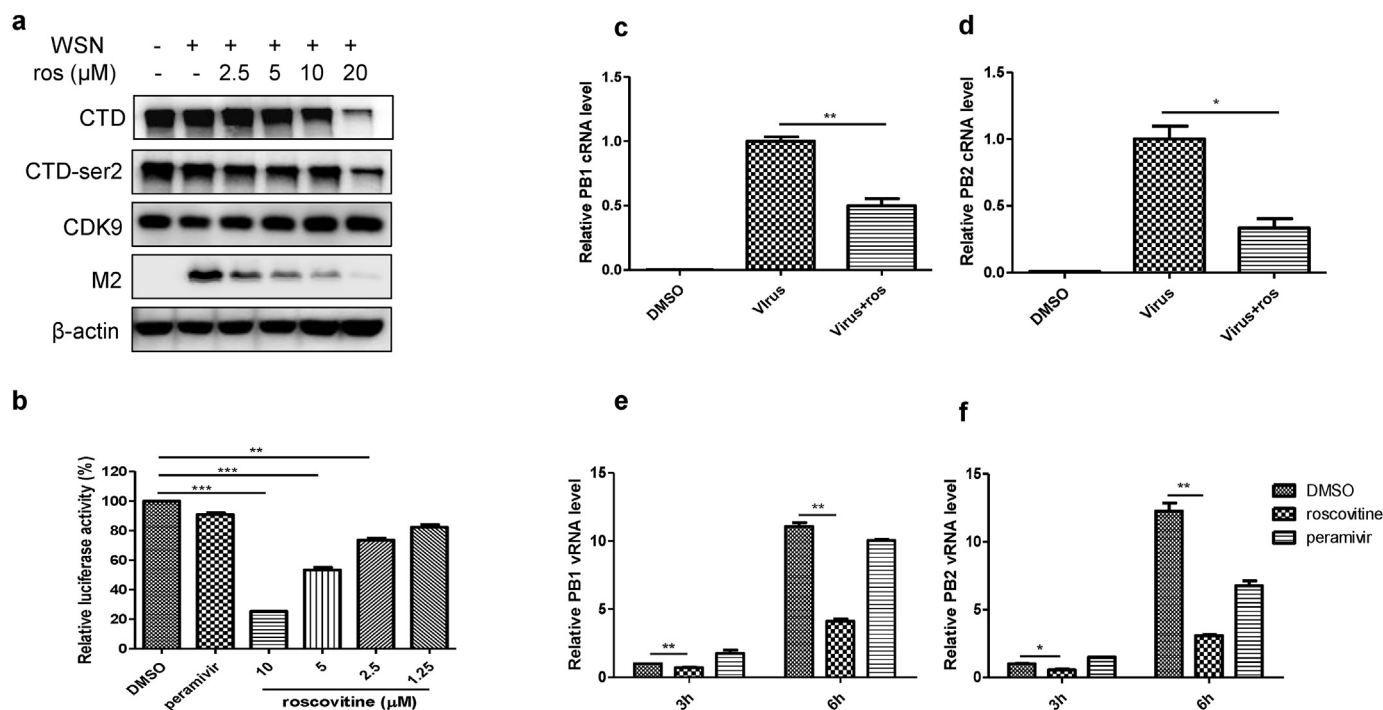 a
WSN - + + + + +
ros (μM) - - 2.5 5 10 20
CTD
CTD-ser2
CDK9
M2
β-actin
b
Relative luciferase activity (%)
120
100
80
60
40
20
0
** 
***
***
DMSO
peramivir
10
5
2.5
1.25
roscovitine (μM)
c
Relative PB1 cRNA level
1.5
1.0
0.5
0.0
**
DMSO
VIrus
Virus+ros
d
Relative PB2 cRNA level
1.5
1.0
0.5
0.0
*
DMSO
Virus
Virus+ros
e
Relative PB1 vRNA level
15
10
5
0
**
**
3h
6h
f
Relative PB2 vRNA level
15
10
5
0
*
**
3h
6h
DMSO
roscovitine
peramivir